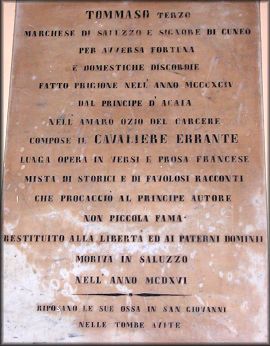 TOMMASO TERZO
MARCHESE DI SALUZZO E SIGNORE DI CUNEO
PER AVVERSA FORTUNA
E DOMESTICHE DISCORDIE
FATTO PRIGIONE NELL'ANNO MCCCXCIV
DAL PRINCIPE D'ACAIA
NELL'AMARO OZIO DEL CARCERE
COMPOSE IL CAVALIERE ERRANTE
LUNGA OPERA IN VERSI E PROSA FRANCESE
MISTA DI STORICI E DI FAVOLOSI RACCONTI
CHE PROCACCIÒ AL PRINCIPE AUTORE
NON PICCOLA FAMA
RESTITUITO ALLA LIBERTÀ ED AI PATERNI DOMINII
MORIVA IN SALUZZO
NELL'ANNO MCDXVI
RIPOSANO LE SUE OSSA IN SAN GIOVANNI
NELLE TOMBE AVITE